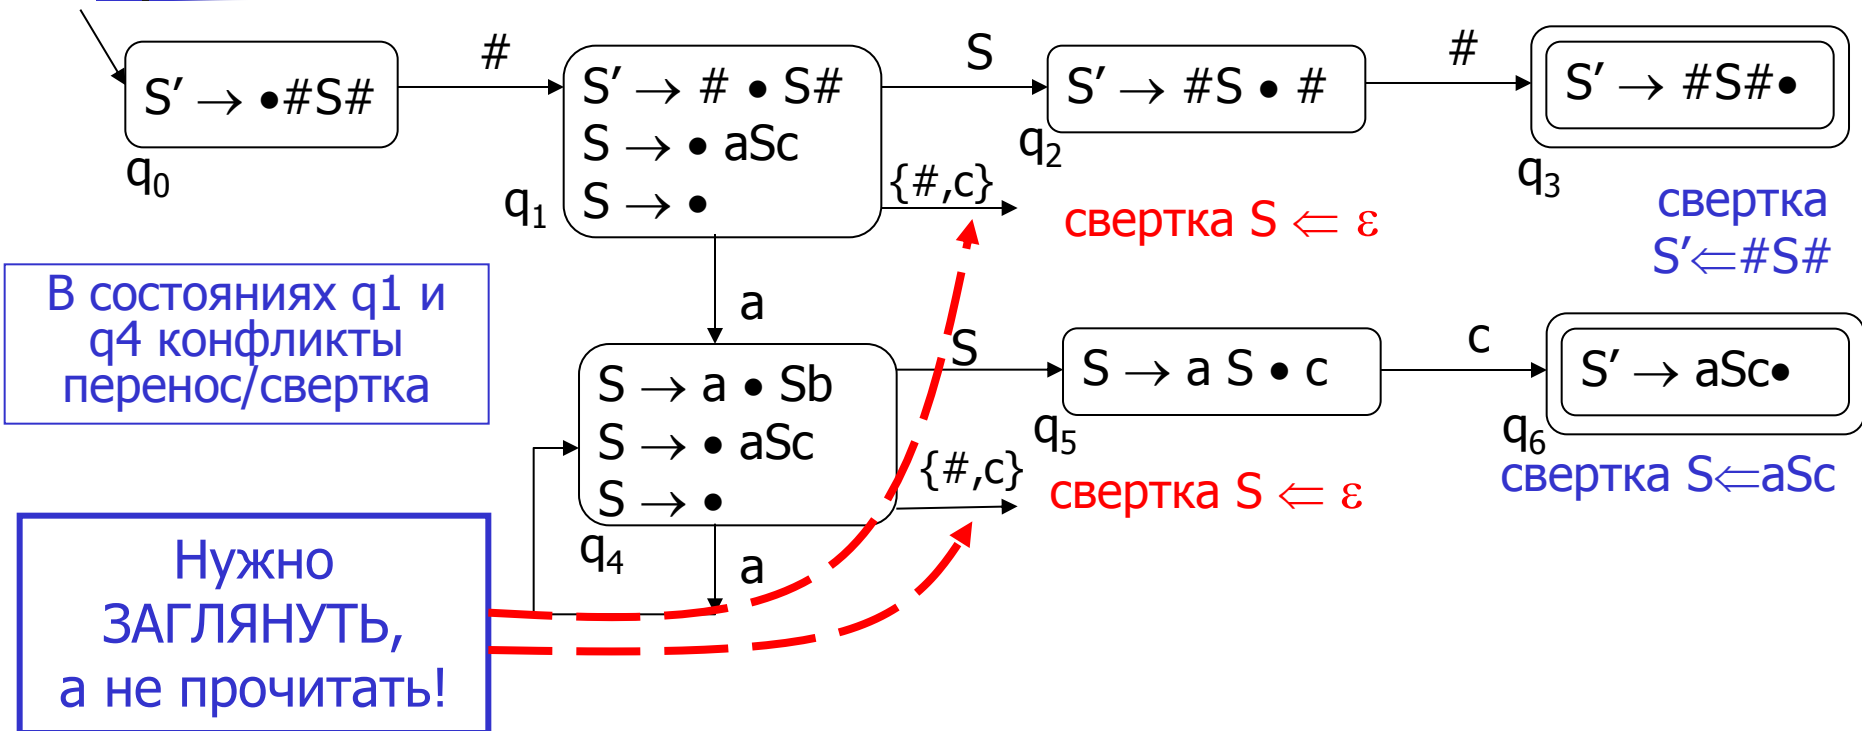 S′ → •#S#
q0
#
S′ → # • S#
S → • aSc
S → •
q1
S
S′ → #S • #
q2
#
S′ → #S#•
q3
{#,c}
свертка S ⇐ ε
свертка
S′⇐#S#
В состояниях q1 и
q4 конфликты
перенос/свертка
a
S → a • Sb
S → • aSc
S → •
q4
S
S → a S • c
q5
c
S′ → aSc•
q6
{#,c}
свертка S ⇐ ε
свертка S⇐aSc
a
Нужно
ЗАГЛЯНУТЬ,
а не прочитать!